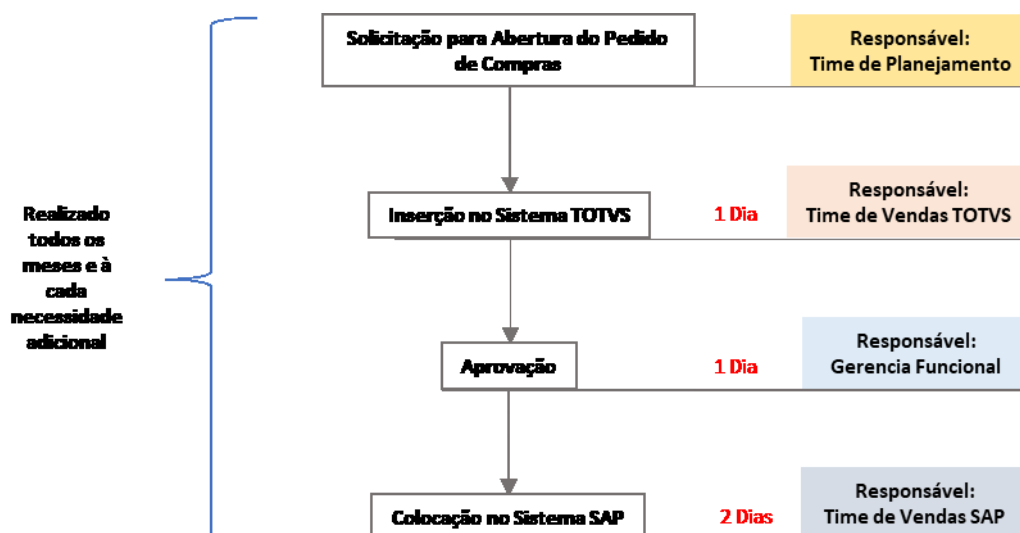 Solicitação para Abertura do Pedido
de Compras
Responsável:
Time de Planejamento
Realizado
todos os
meses e à
cada
necessidade
adicional
Inserção no Sistema TOTVS
1 Dia
Responsável:
Time de Vendas TOTVS
Aprovação
1 Dia
Responsável:
Gerencia Funcional
Colocação no Sistema SAP
2 Dias
Responsável:
Time de Vendas SAP